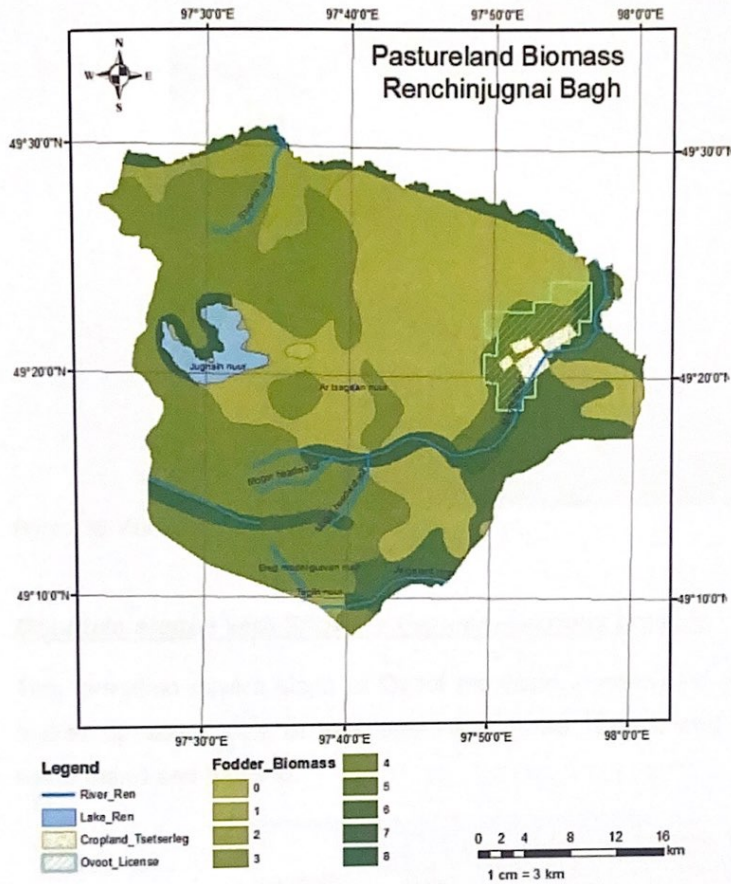 97°30'0"E 97°40'0"E 97°50'0"E 98°0'0"E
N
W E
S
Pastureland Biomass
Renchinjugnai Bagh
49°30'0"N 49°30'0"N
Jugnain nuur
49°20'0"N 49°20'0"N
Ar tsagaan nuur
49°10'0"N 49°10'0"N
97°30'0"E 97°40'0"E 97°50'0"E 98°0'0"E
Legend
River_Ren
Lake_Ren
Cropland_Tsetserleg
Ovoot_License
Fodder_Biomass
0
1
2
3
4
5
6
7
8
0 2 4 8 12 16
km
1 cm = 3 km